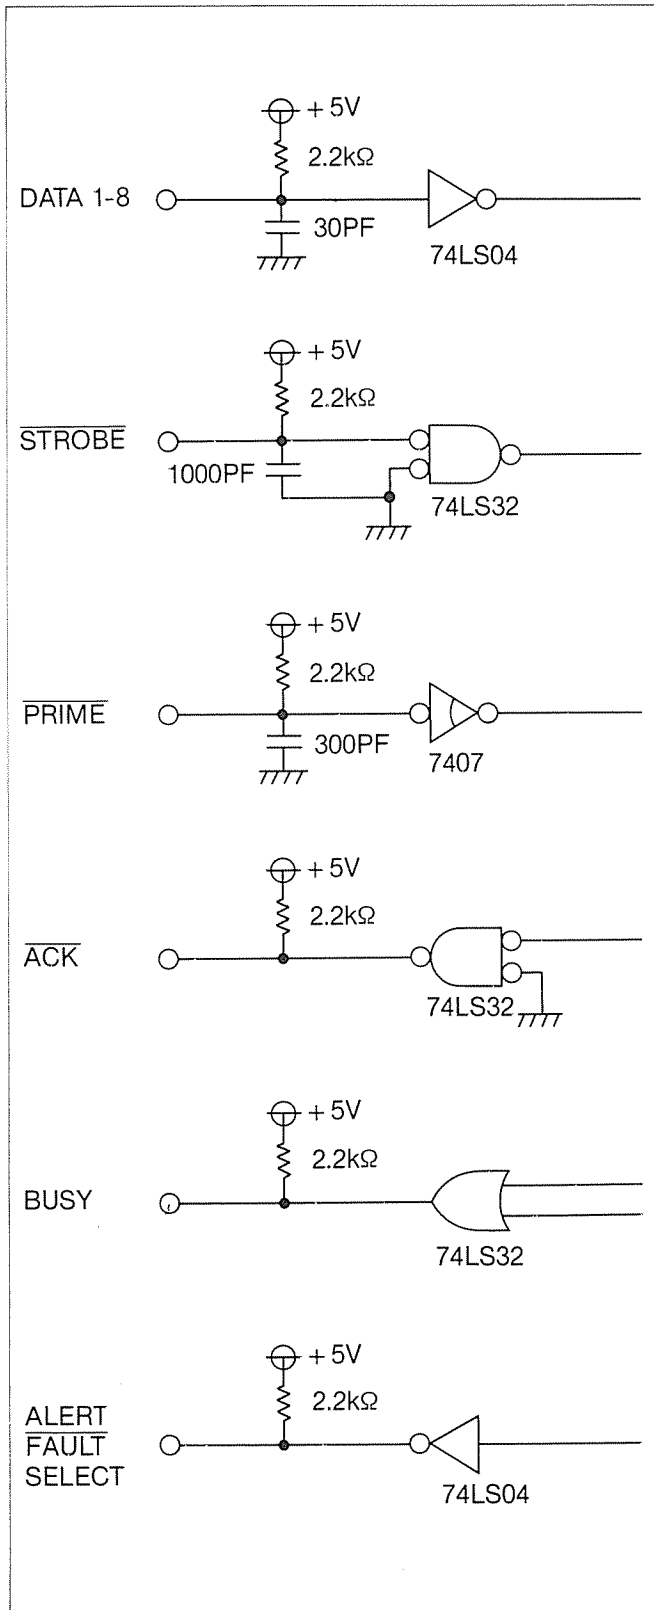 +5V
2.2kΩ
DATA 1-8
30PF
74LS04
+5V
2.2kΩ
STROBE
1000PF
74LS32
+5V
2.2kΩ
PRIME
300PF
7407
+5V
2.2kΩ
ACK
74LS32
+5V
2.2kΩ
BUSY
74LS32
+5V
2.2kΩ
ALERT
FAULT
SELECT
74LS04